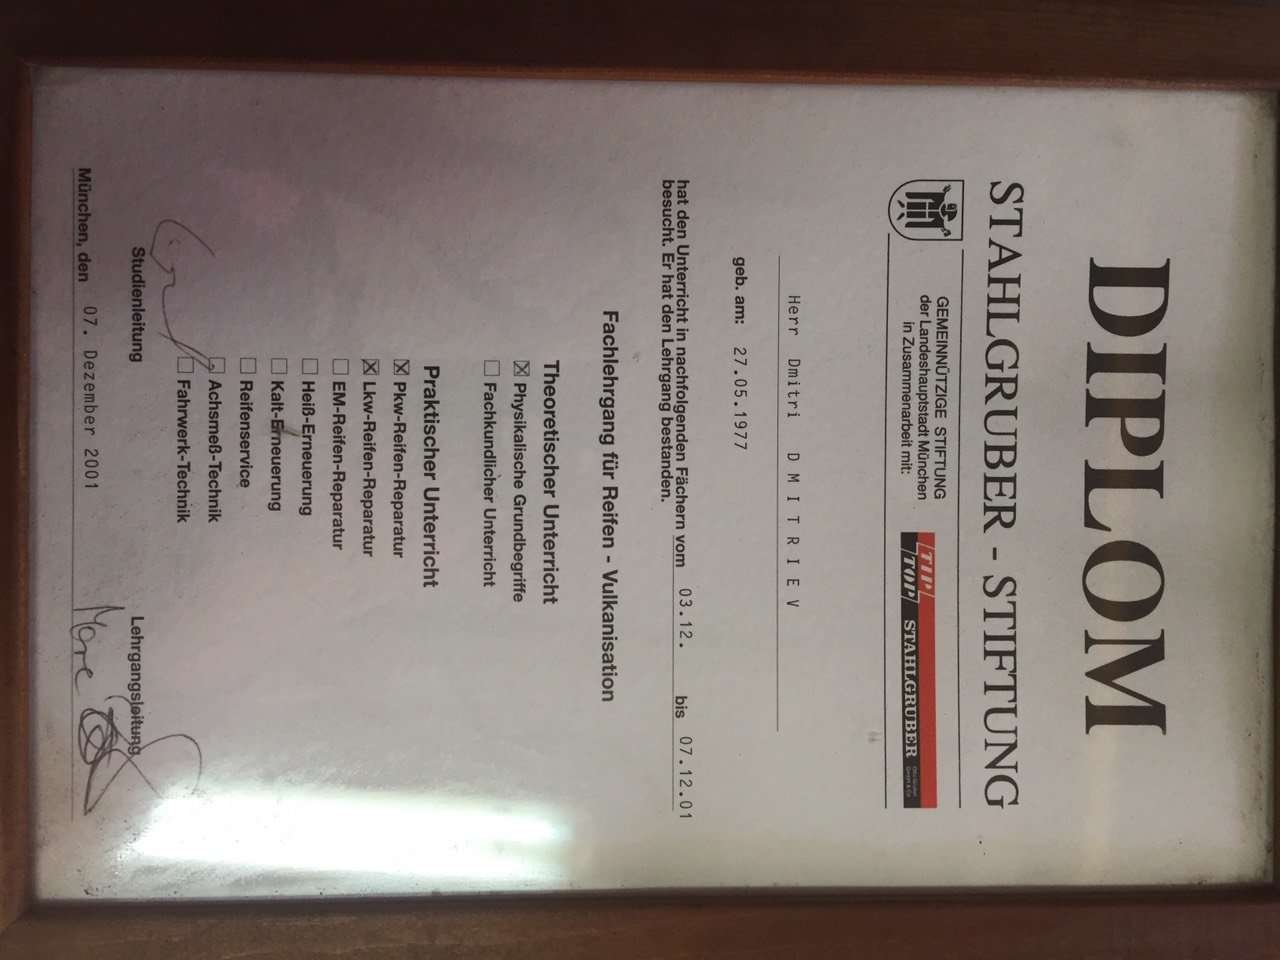 DIPLOM
STAHLGRUBER - STIFTUNG
GEMEINNÜTZIGE STIFTUNG
der Landeshauptstadt München
in Zusammenarbeit mit:
TIP
TOP STAHLGRUBER
Herr Dmitri D M I T R I E V
geb. am: 27.05.1977
hat den Unterricht in nachfolgenden Fächern vom 03.12. bis 07.12.01
besucht. Er hat den Lehrgang bestanden.
Fachlehrgang für Reifen - Vulkanisation
Theoretischer Unterricht
☒ Physikalische Grundbegriffe
☐ Fachkundlicher Unterricht
Praktischer Unterricht
☒ Pkw-Reifen-Reparatur
☒ Lkw-Reifen-Reparatur
☐ EM-Reifen-Reparatur
☐ Heiß-Erneuerung
☐ Kalt-Erneuerung
☐ Reifenservice
☐ Achsmeß-Technik
☐ Fahrwerk-Technik
Studienleitung Lehrgangsleitung
München, den 07. Dezember 2001